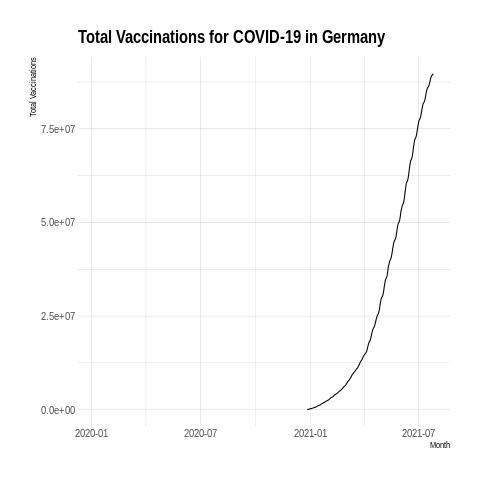 Total Vaccinations for COVID-19 in Germany
Total Vaccinations
7.5e+07
5.0e+07
2.5e+07
0.0e+00
2020-01 2020-07 2021-01 2021-07
Month